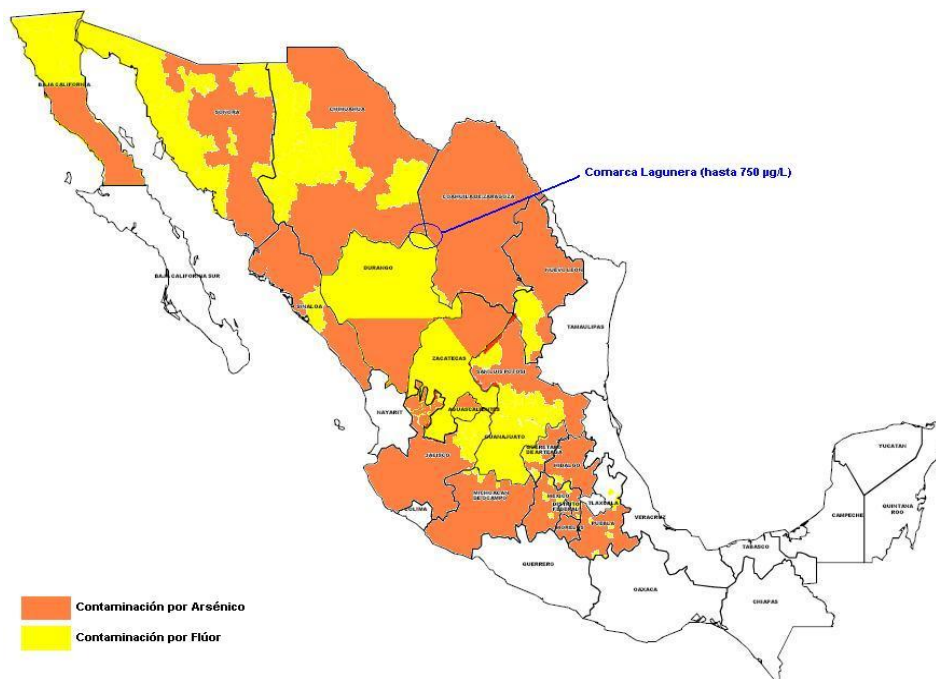 BAJA CALIFORNIA
SONORA
CHIHUAHUA
Comarca Lagunera (hasta 750 µg/L)
COAHUILA DE ZARAGOZA
NUEVO LEON
BAJA CALIFORNIA SUR
DURANGO
SINALOA
TAMAULIPAS
ZACATECAS
SAN LUIS POTOSI
NAYARIT
AGUASCALIENTES
GUANAJUATO
QUERETARO
DE ARTEAGA
HIDALGO
JALISCO
YUCATAN
MICHOACAN
DE OCAMPO
MEXICO
DISTRITO
FEDERAL
TLAXCALA
COLIMA
MORELOS
PUEBLA
VERACRUZ
CAMPECHE
QUINTANA
ROO
TABASCO
GUERRERO
OAXACA
CHIAPAS
Contaminación por Arsénico
Contaminación por Flúor